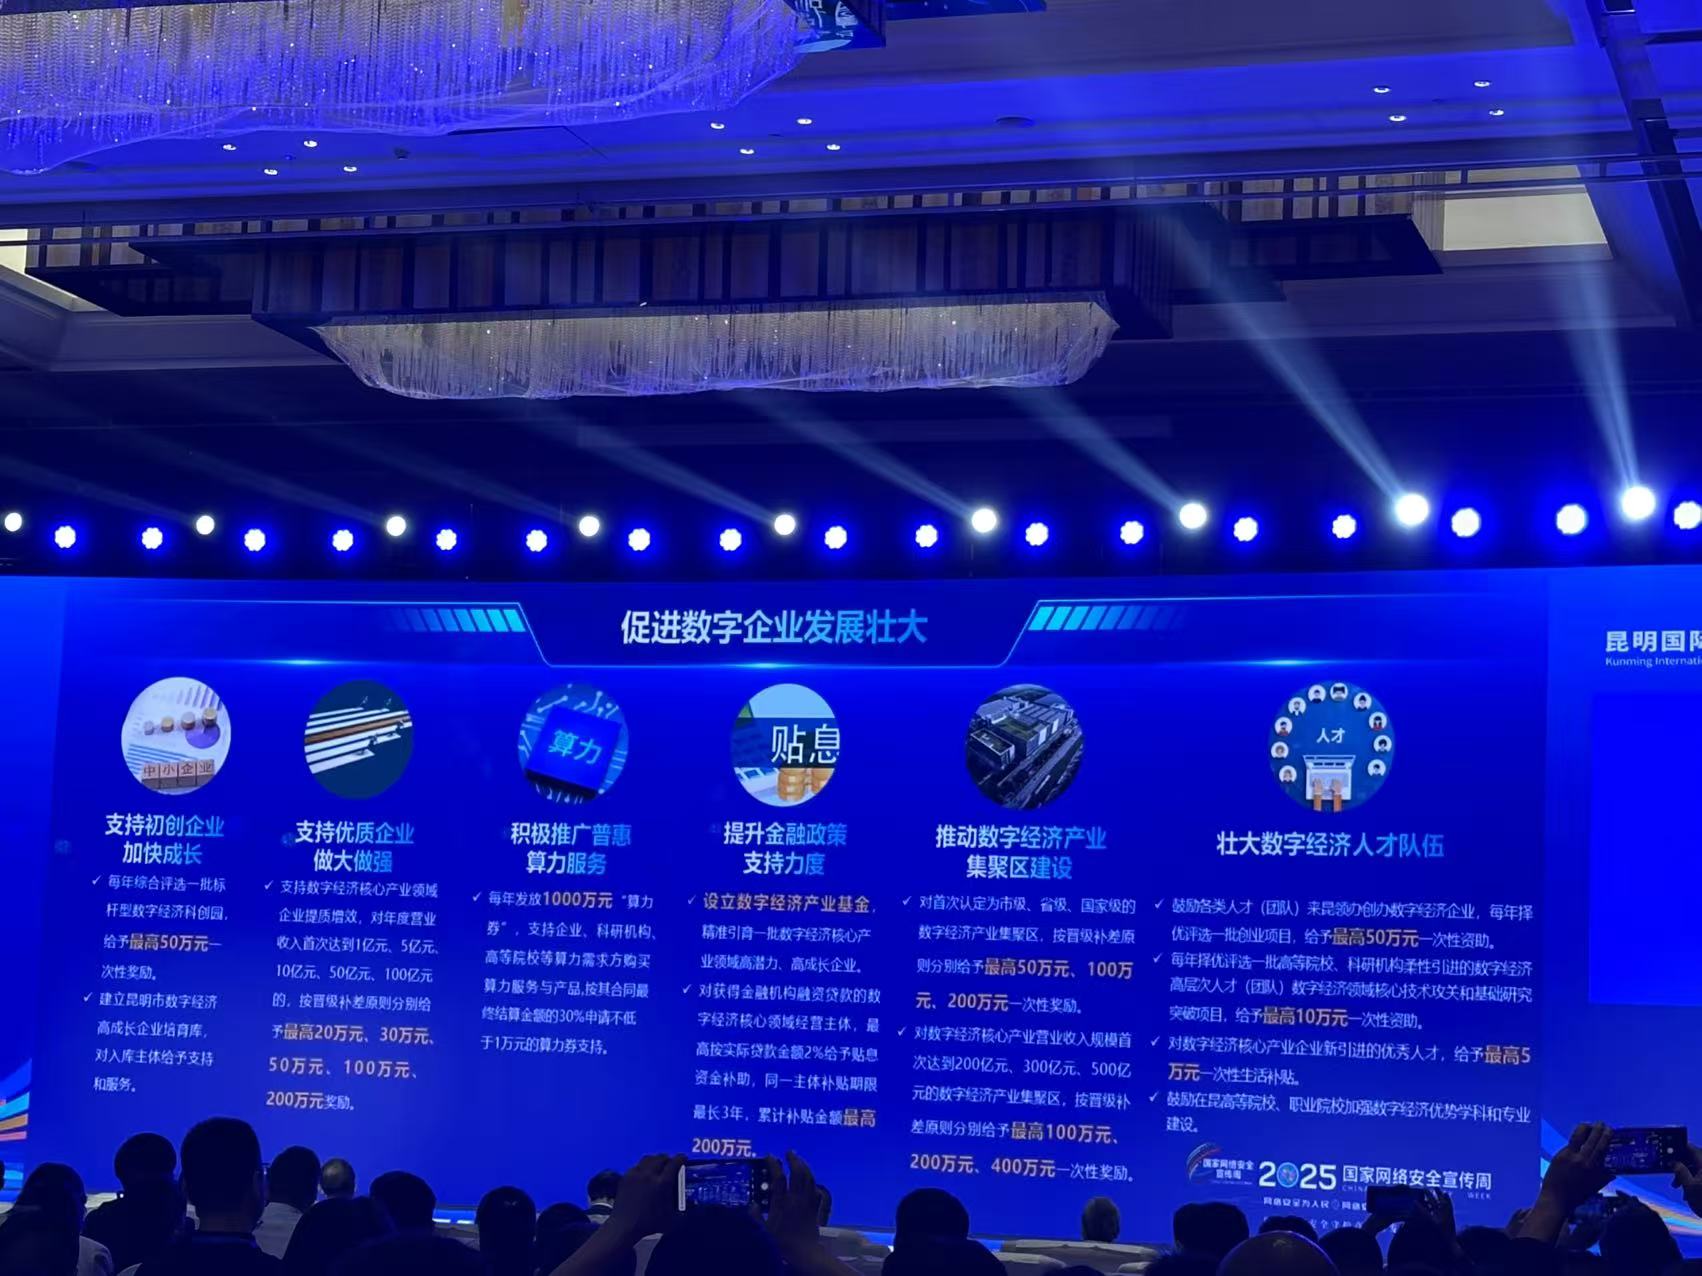 促进数字企业发展壮大
昆明国际
Kunming Internati
中小企业
算力
贴息
人才
支持初创企业
加快成长
✓ 每年综合评选一批标
杆型数字经济科创园，
给予最高50万元一
次性奖励。
✓ 建立昆明市数字经济
高成长企业培育库，
对入库主体给予支持
和服务。
支持优质企业
做大做强
✓ 支持数字经济核心产业领域
企业提质增效，对年度营业
收入首次达到1亿元、5亿元、
10亿元、50亿元、100亿元
的，按晋级补差原则分别给
予最高20万元、30万元、
50万元、100万元、
200万元奖励。
积极推广普惠
算力服务
✓ 每年发放1000万元“算力
券”，支持企业、科研机构、
高等院校等算力需求方购买
算力服务与产品,按其合同最
终结算金额的30%申请不低
于1万元的算力券支持。
提升金融政策
支持力度
✓ 设立数字经济产业基金，
精准引育一批数字经济核心产
业领域高潜力、高成长企业。
✓ 对获得金融机构融资贷款的数
字经济核心领域经营主体，最
高按实际贷款金额2%给予贴息
资金补助，同一主体补贴期限
最长3年，累计补贴金额最高
200万元。
推动数字经济产业
集聚区建设
✓ 对首次认定为市级、省级、国家级的
数字经济产业集聚区，按晋级补差原
则分别给予最高50万元、100万
元、200万元一次性奖励。
✓ 对数字经济核心产业营业收入规模首
次达到200亿元、300亿元、500亿
元的数字经济产业集聚区，按晋级补
差原则分别给予最高100万元、
200万元、400万元一次性奖励。
壮大数字经济人才队伍
✓ 鼓励各类人才（团队）来昆领办创办数字经济企业，每年择
优评选一批创业项目，给予最高50万元一次性资助。
✓ 每年择优评选一批高等院校、科研机构柔性引进的数字经济
高层次人才（团队）数字经济领域核心技术攻关和基础研究
突破项目，给予最高10万元一次性资助。
✓ 对数字经济核心产业企业新引进的优秀人才，给予最高5
万元一次性生活补贴。
✓ 鼓励在昆高等院校、职业院校加强数字经济优势学科和专业
建设。
国家网络安全
宣传周
2025 国家网络安全宣传周
WEEK
网络安全为人民 网络安